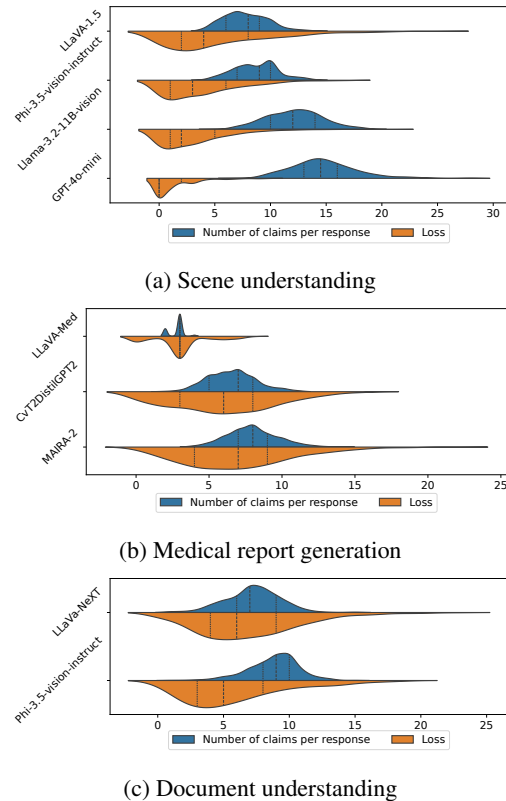 LLaVA-1.5
Phi-3.5-vision-instruct
Llama-3.2-11B-vision
GPT-4o-mini
0 5 10 15 20 25 30
Number of claims per response Loss
(a) Scene understanding
LLaVA-Med
CvT2DistilGPT2
MAIRA-2
0 5 10 15 20 25
Number of claims per response Loss
(b) Medical report generation
LLaVa-NeXT
Phi-3.5-vision-instruct
0 5 10 15 20 25
Number of claims per response Loss
(c) Document understanding